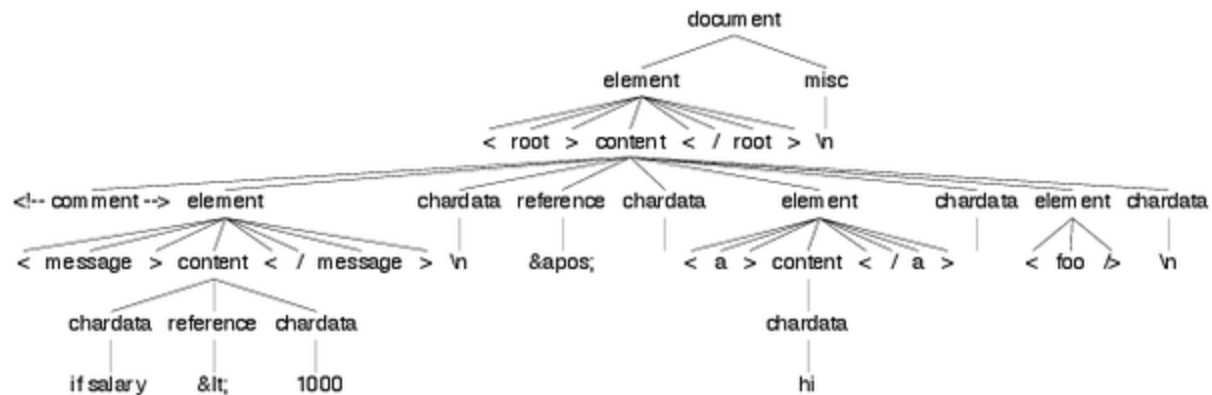 document
element misc
< root > content < / root > \n
<!-- comment --> element chardata reference chardata element chardata element chardata
< message > content < / message > \n &apos; < a > content < / a > < foo /> \n
chardata reference chardata chardata
if salary &lt; 1000 hi